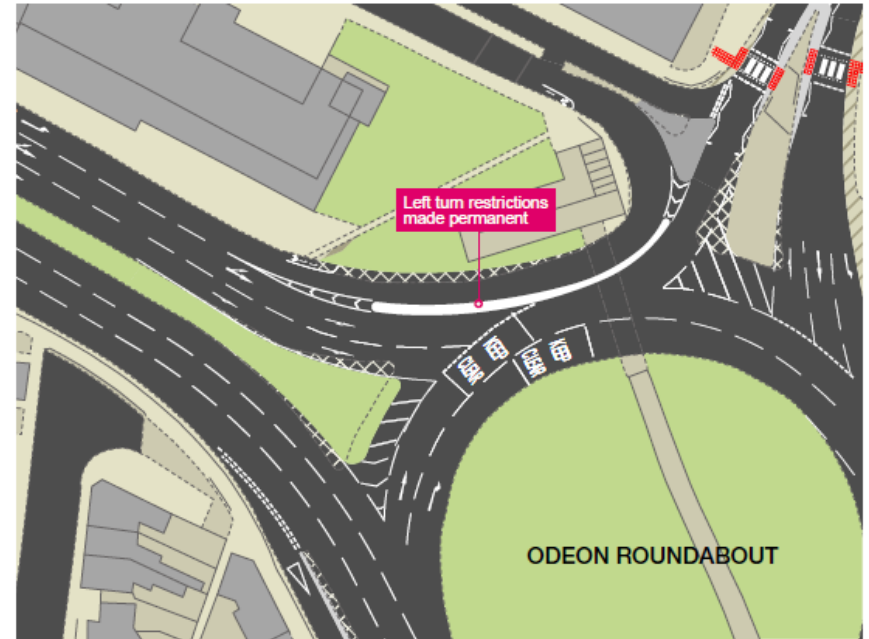 Left turn restrictions
made permanent
KEEP
CLEAR
KEEP
CLEAR
ODEON ROUNDABOUT